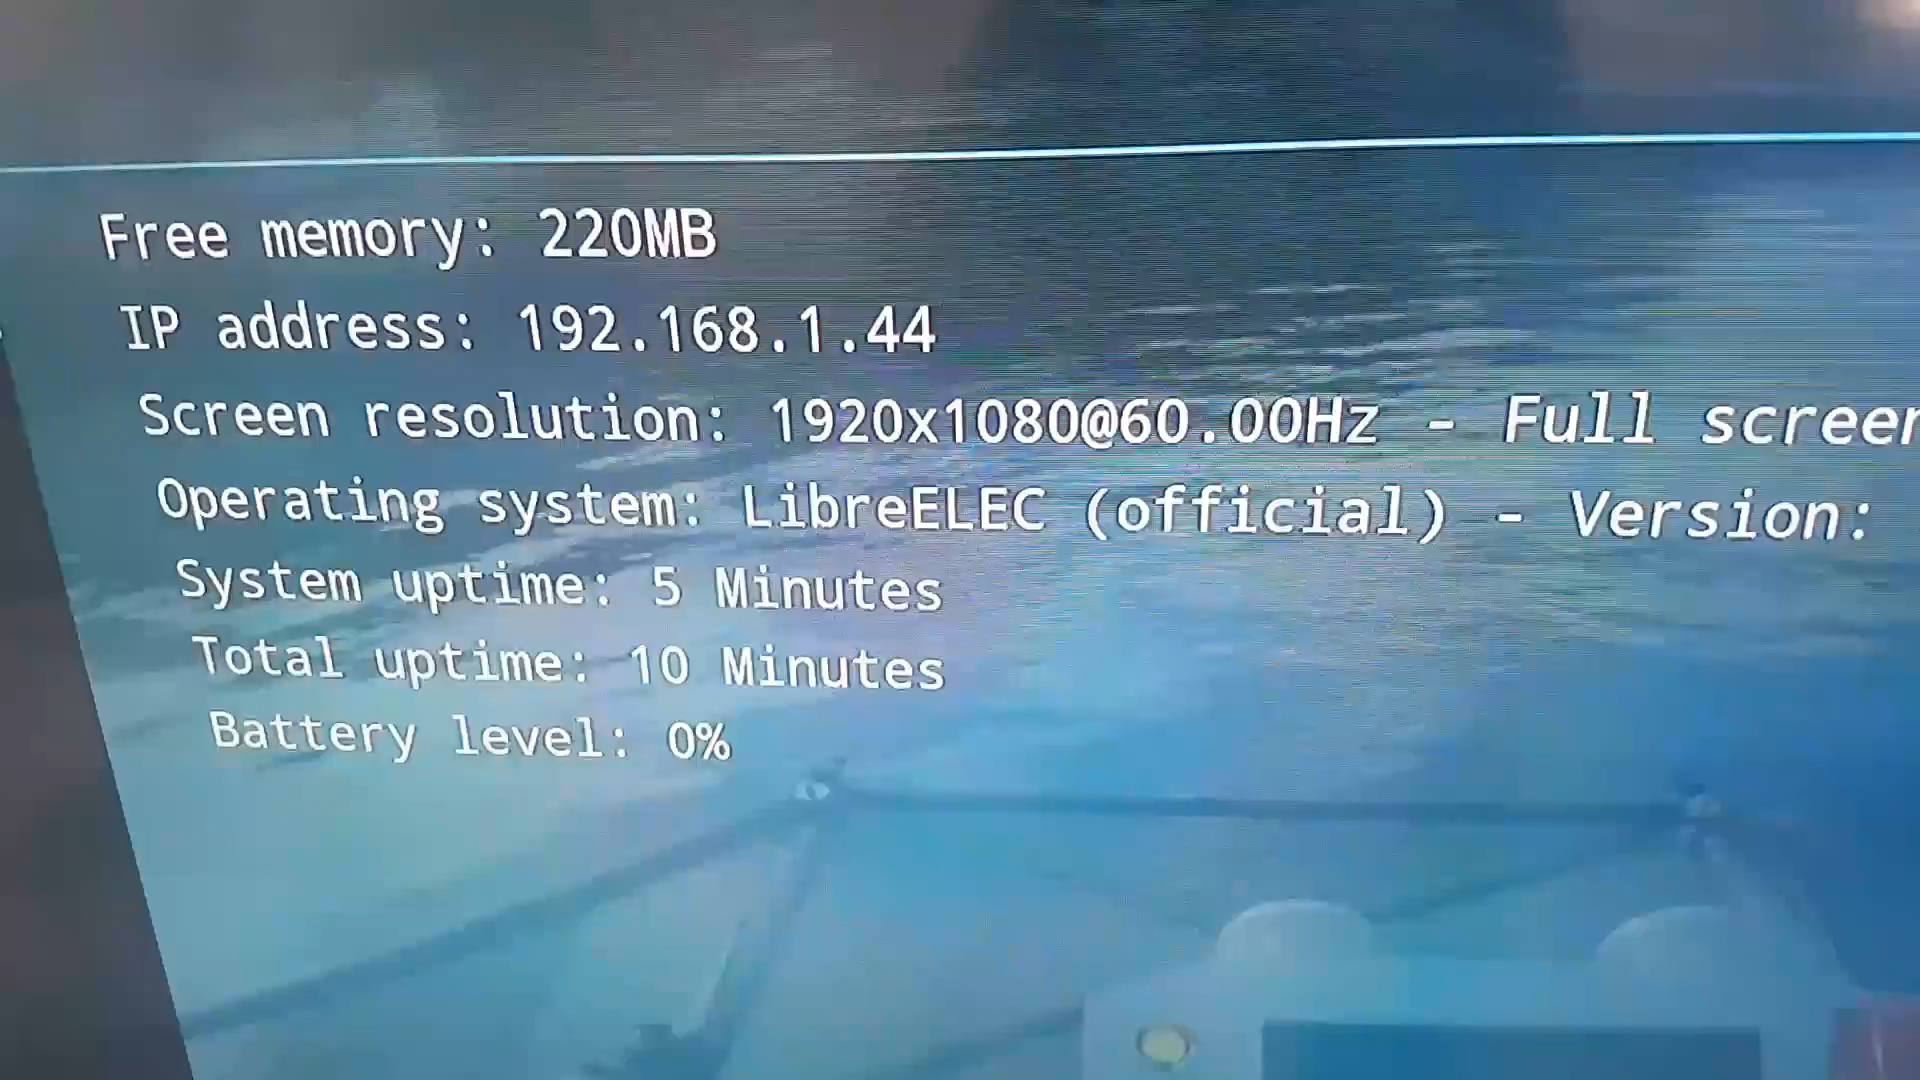 Free memory: 220MB
IP address: 192.168.1.44
Screen resolution: 1920x1080@60.00Hz - Full screen
Operating system: LibreELEC (official) - Version:
System uptime: 5 Minutes
Total uptime: 10 Minutes
Battery level: 0%